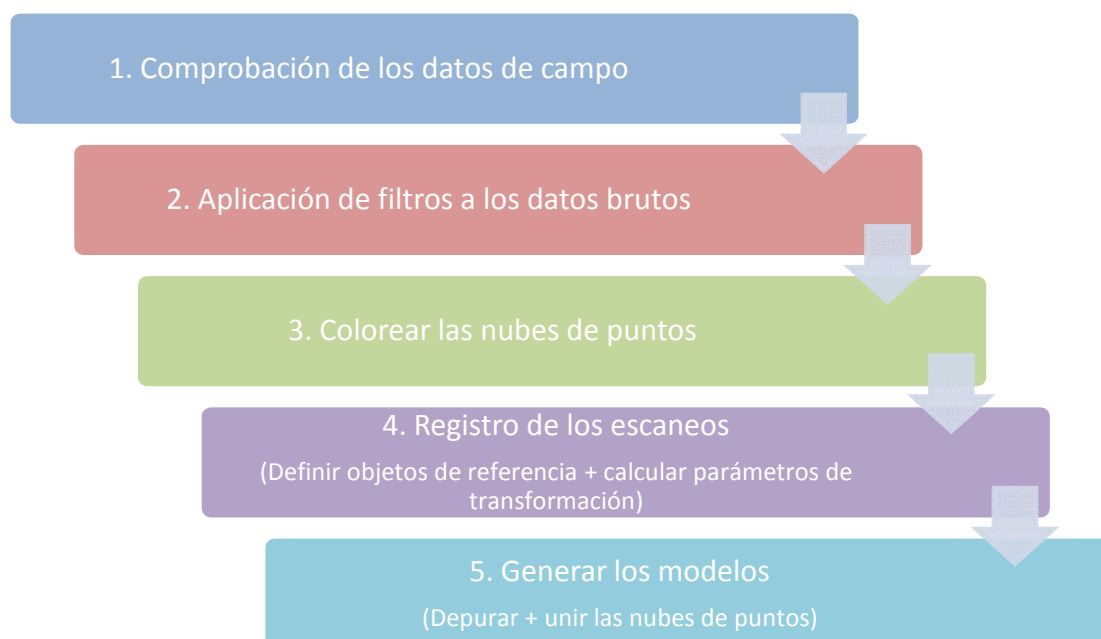 1. Comprobación de los datos de campo
2. Aplicación de filtros a los datos brutos
3. Colorear las nubes de puntos
4. Registro de los escaneos
(Definir objetos de referencia + calcular parámetros de
transformación)
5. Generar los modelos
(Depurar + unir las nubes de puntos)